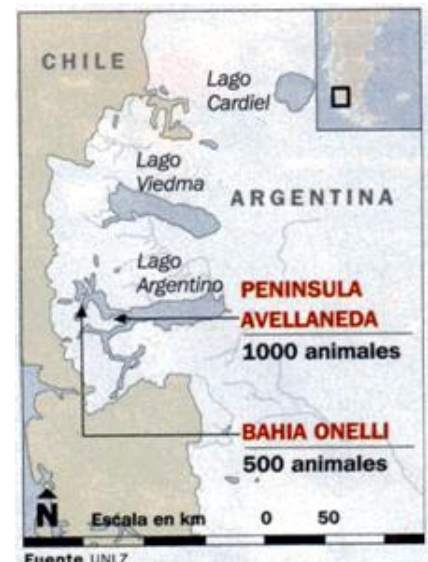 CHILE
Lago
Cardiel
Lago
Viedma
ARGENTINA
Lago
Argentino
PENINSULA
AVELLANEDA
1000 animales
BAHIA ONELLI
500 animales
N
Escala en km
0
50
Fuente UNLZ